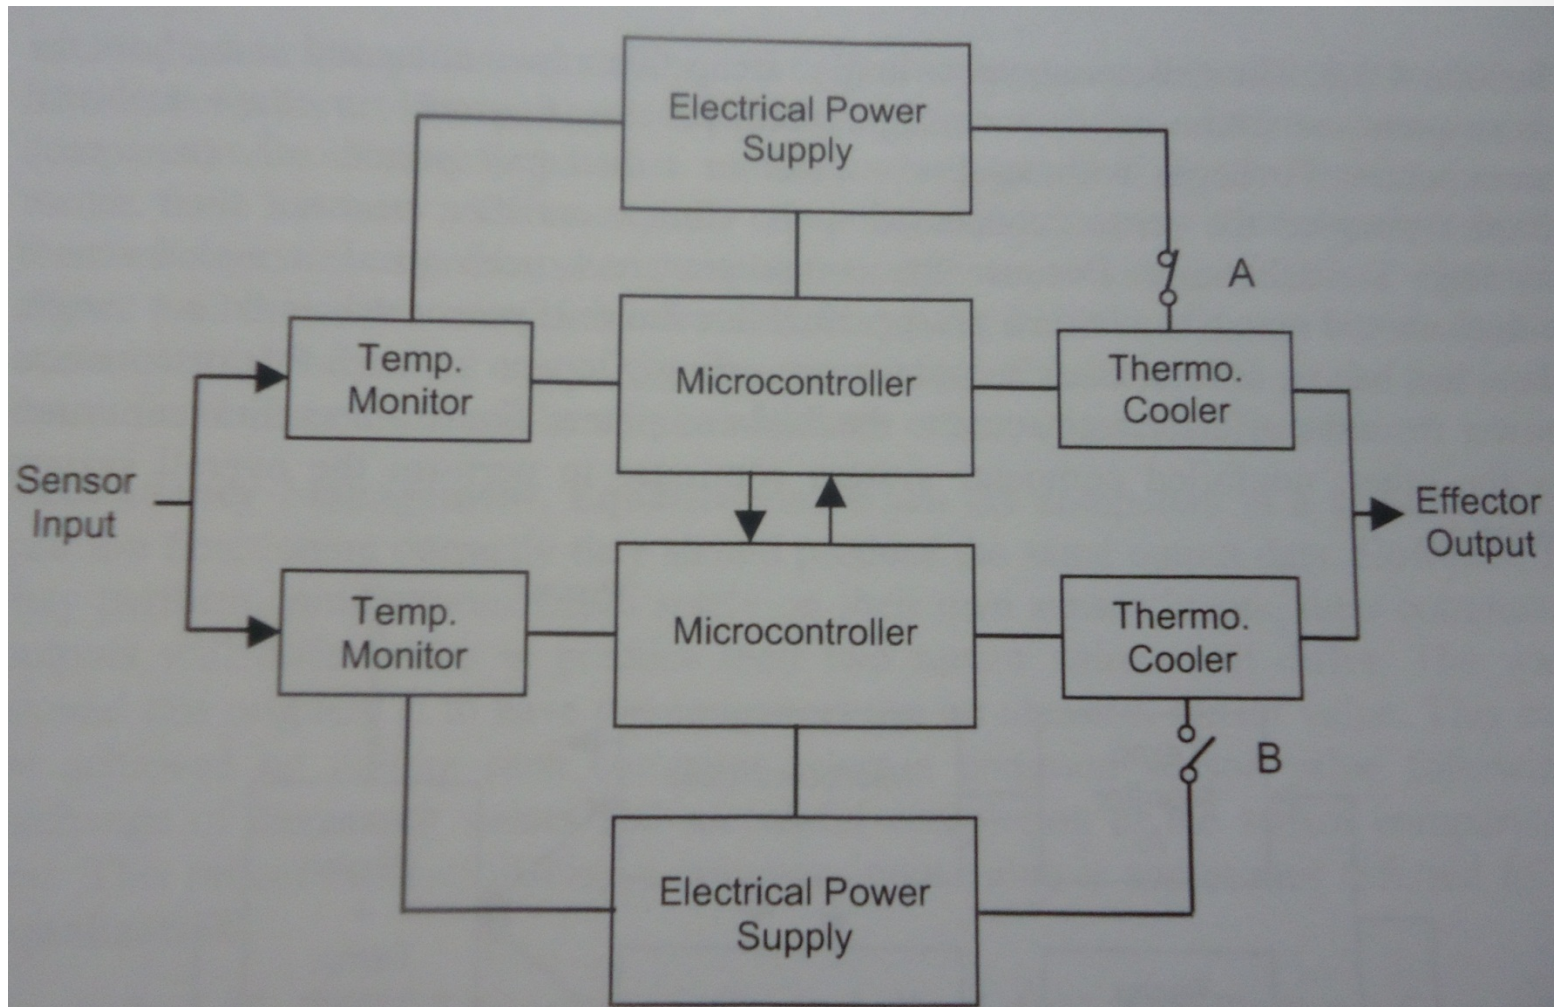 Electrical Power
Supply
A
Temp.
Monitor
Microcontroller
Thermo.
Cooler
Sensor
Input
Effector
Output
Temp.
Monitor
Microcontroller
Thermo.
Cooler
B
Electrical Power
Supply